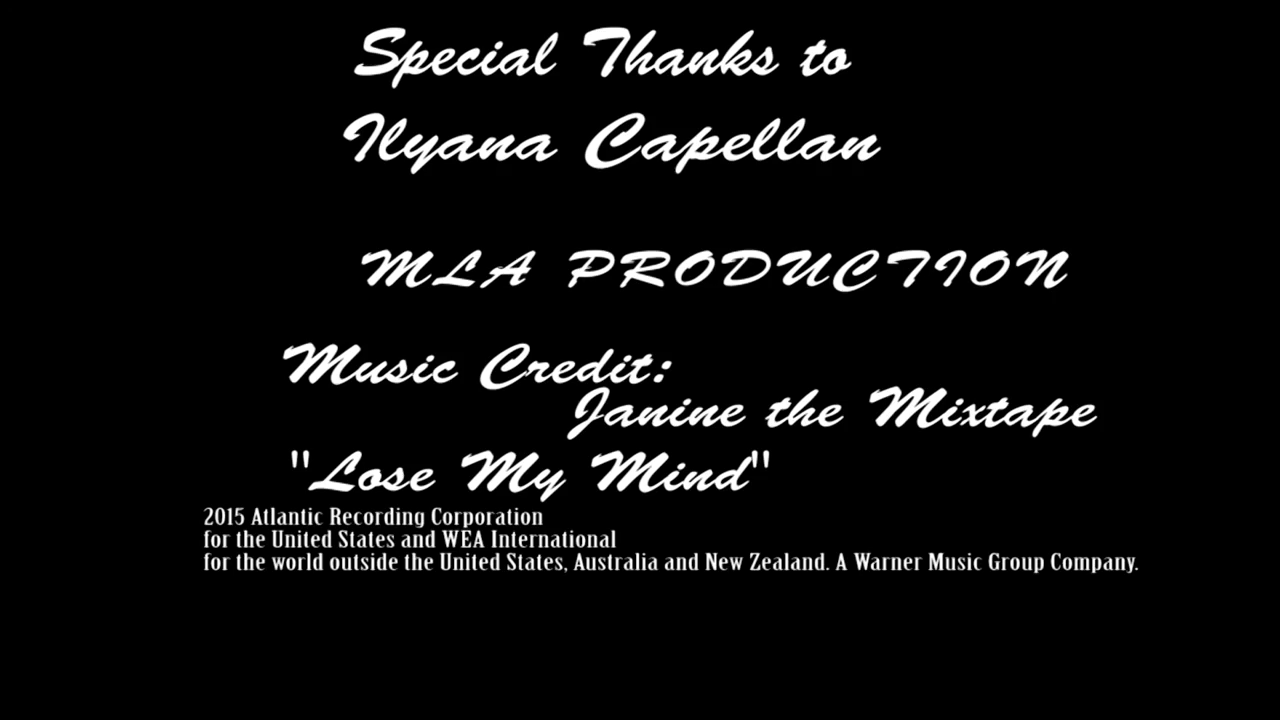 Special Thanks to
Ilyana Capellan
MLA PRODUCTION
Music Credit:
Janine the Mixtape
"Lose My Mind"
2015 Atlantic Recording Corporation
for the United States and WEA International
for the world outside the United States, Australia and New Zealand. A Warner Music Group Company.